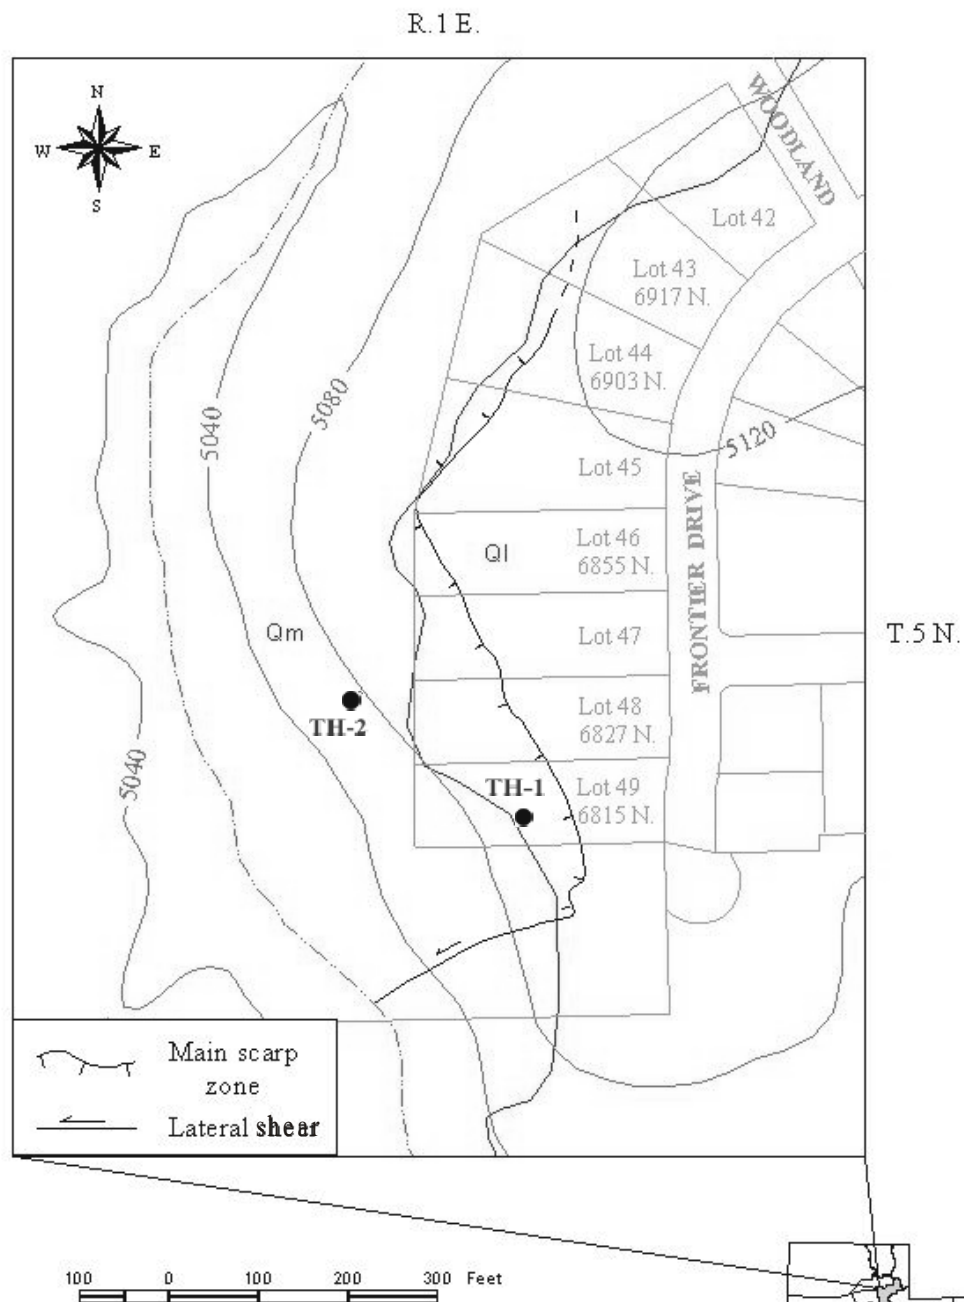 R.1 E.
N
W
E
S
WOODLAND
Lot 42
Lot 43
6917 N.
Lot 44
6903 N.
5040
5080
5120
Lot 45
FRONTIER DRIVE
Lot 46
6855 N.
Ql
T.5 N.
Qm
Lot 47
TH-2
Lot 48
6827 N.
5040
TH-1
Lot 49
6815 N.
Main scarp
zone
Lateral shear
100 0 100 200 300 Feet